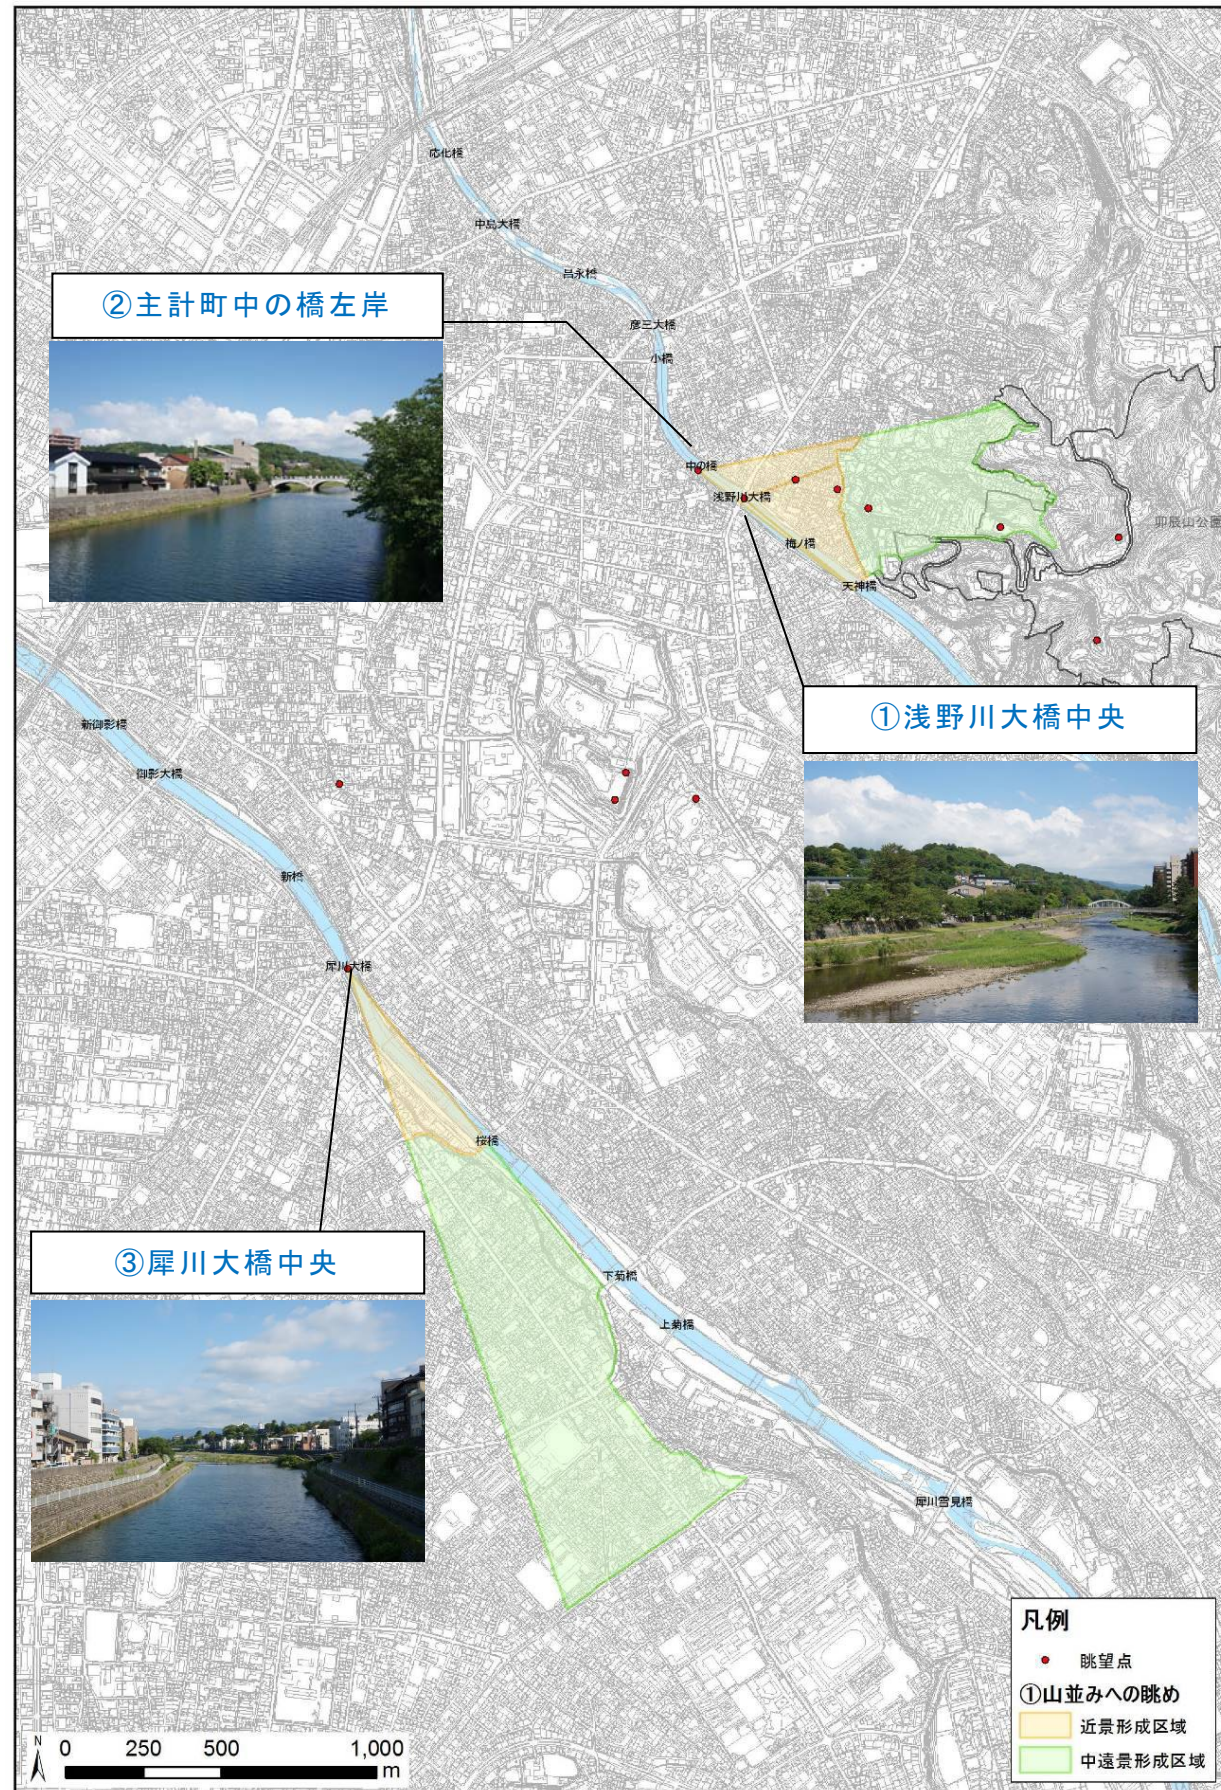 応化橋
中島大橋
昌永橋
②主計町中の橋左岸
彦三大橋
小橋
中の橋
浅野川大橋
卯辰山公園
梅ノ橋
天神橋
①浅野川大橋中央
新御影橋
御影大橋
新橋
犀川大橋
桜橋
③犀川大橋中央
下菊橋
上菊橋
犀川雪見橋
凡例
眺望点
①山並みへの眺め
近景形成区域
中遠景形成区域
N
0 250 500 1,000
m